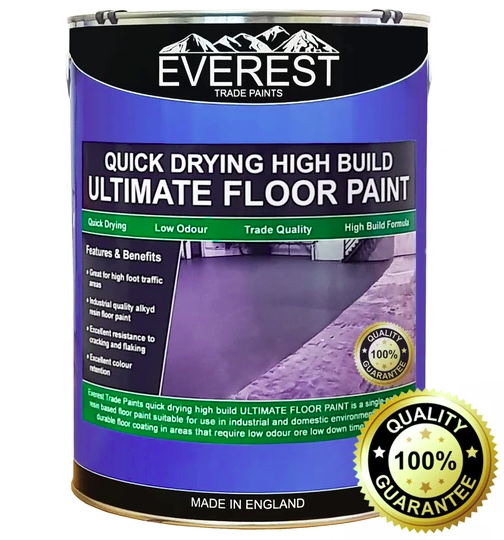 EVEREST
TRADE PAINTS
QUICK DRYING HIGH BUILD
ULTIMATE FLOOR PAINT
Quick Drying Low Odour Trade Quality High Build Formula
Features & Benefits
Great for high foot traffic
areas
Industrial quality alkyd
resin floor paint
Excellent resistance to
cracking and flaking
Excellent colour
retention
QUALITY
100%
GUARANTEE
Everest Trade Paints quick drying high build ULTIMATE FLOOR PAINT is a
resin based floor paint suitable for use in industrial and domestic
durable floor coating in areas that require low odour ore low down
MADE IN ENGLAND
QUALITY
100%
GUARANTEE